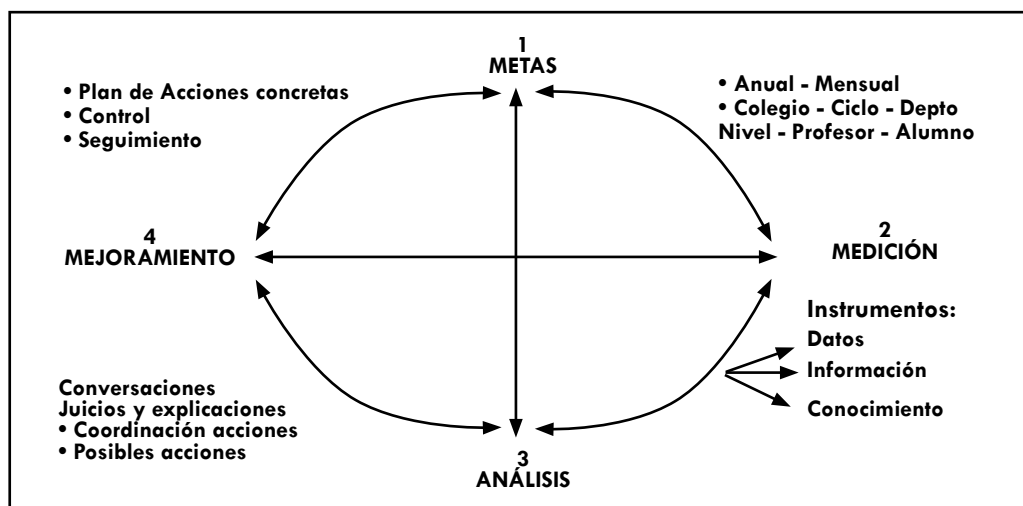 1
METAS
• Plan de Acciones concretas
• Control
• Seguimiento
• Anual - Mensual
• Colegio - Ciclo - Depto
Nivel - Profesor - Alumno
4
MEJORAMIENTO
2
MEDICIÓN
Instrumentos:
Datos
Información
Conocimiento
Conversaciones
Juicios y explicaciones
• Coordinación acciones
• Posibles acciones
3
ANÁLISIS